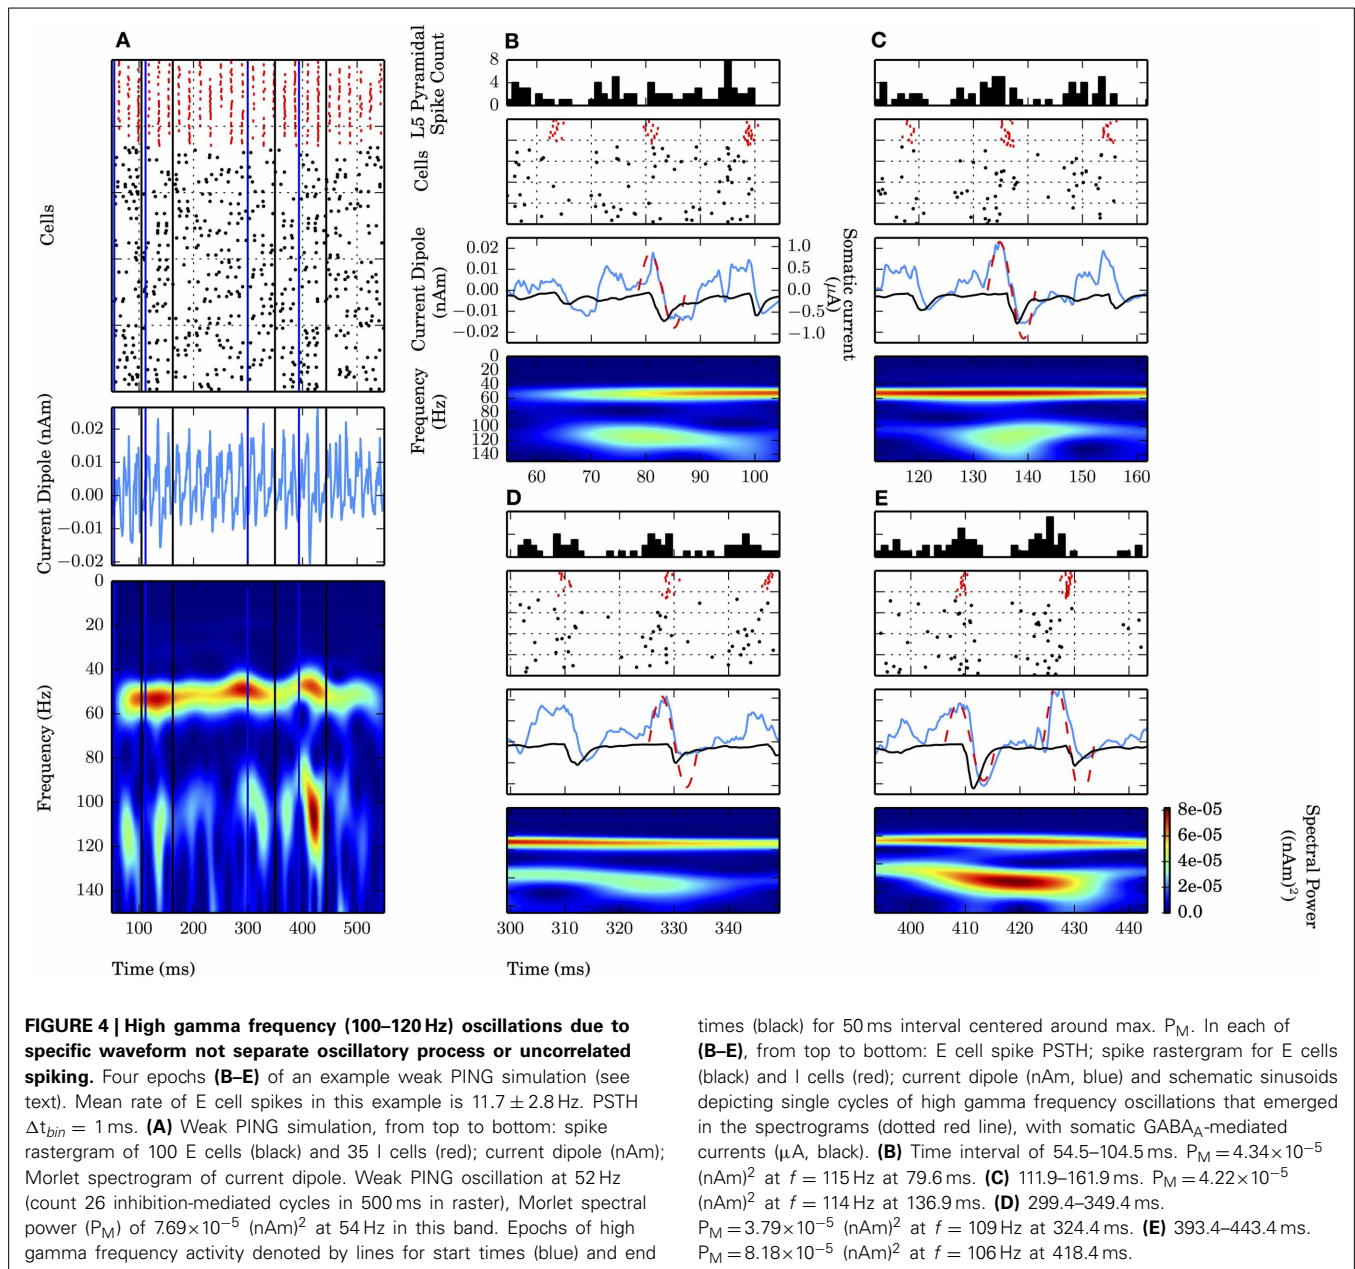 A
Cells
Current Dipole (nAm)
0.02
0.01
0.00
−0.01
−0.02
Frequency (Hz)
0
20
40
60
80
100
120
140
100
200
300
400
500
Time (ms)
B
L5 Pyramidal
Spike Count
8
4
0
Cells
Current Dipole
(nAm)
0.02
0.01
0.00
−0.01
−0.02
1.0
0.5
0.0
−0.5
−1.0
Somatic current
(μA)
Frequency
(Hz)
0
20
40
60
80
100
120
140
60
70
80
90
100
C
120
130
140
150
160
D
300
310
320
330
340
Time (ms)
E
400
410
420
430
440
8e-05
6e-05
4e-05
2e-05
0.0
Spectral Power
((nAm)²)
FIGURE 4 | High gamma frequency (100–120 Hz) oscillations due to
specific waveform not separate oscillatory process or uncorrelated
spiking. Four epochs (B–E) of an example weak PING simulation (see
text). Mean rate of E cell spikes in this example is 11.7 ± 2.8 Hz. PSTH
Δt_bin = 1 ms. (A) Weak PING simulation, from top to bottom: spike
rastergram of 100 E cells (black) and 35 I cells (red); current dipole (nAm);
Morlet spectrogram of current dipole. Weak PING oscillation at 52 Hz
(count 26 inhibition-mediated cycles in 500 ms in raster), Morlet spectral
power (P_M) of 7.69×10⁻⁵ (nAm)² at 54 Hz in this band. Epochs of high
gamma frequency activity denoted by lines for start times (blue) and end
times (black) for 50 ms interval centered around max. P_M. In each of
(B–E), from top to bottom: E cell spike PSTH; spike rastergram for E cells
(black) and I cells (red); current dipole (nAm, blue) and schematic sinusoids
depicting single cycles of high gamma frequency oscillations that emerged
in the spectrograms (dotted red line), with somatic GABA_A-mediated
currents (μA, black). (B) Time interval of 54.5–104.5 ms. P_M = 4.34×10⁻⁵
(nAm)² at f = 115 Hz at 79.6 ms. (C) 111.9–161.9 ms. P_M = 4.22×10⁻⁵
(nAm)² at f = 114 Hz at 136.9 ms. (D) 299.4–349.4 ms.
P_M = 3.79×10⁻⁵ (nAm)² at f = 109 Hz at 324.4 ms. (E) 393.4–443.4 ms.
P_M = 8.18×10⁻⁵ (nAm)² at f = 106 Hz at 418.4 ms.